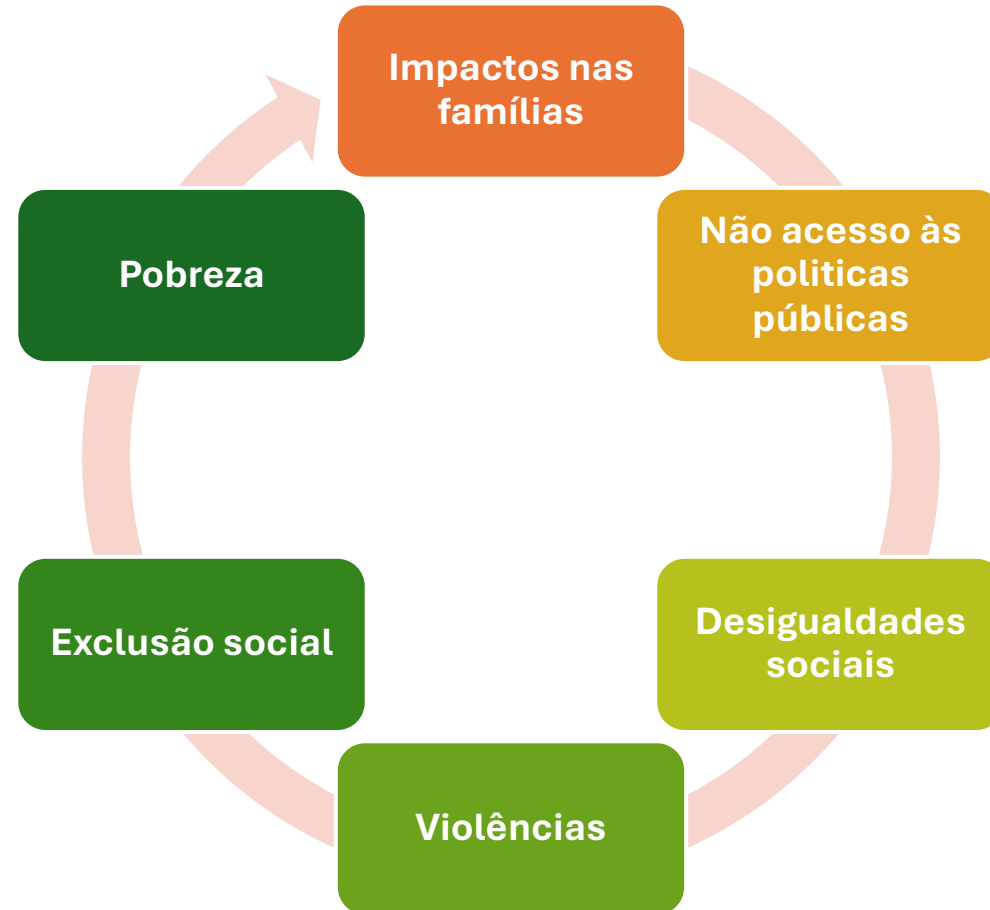 Impactos nas
famílias
Não acesso às
politicas
públicas
Desigualdades
sociais
Violências
Exclusão social
Pobreza